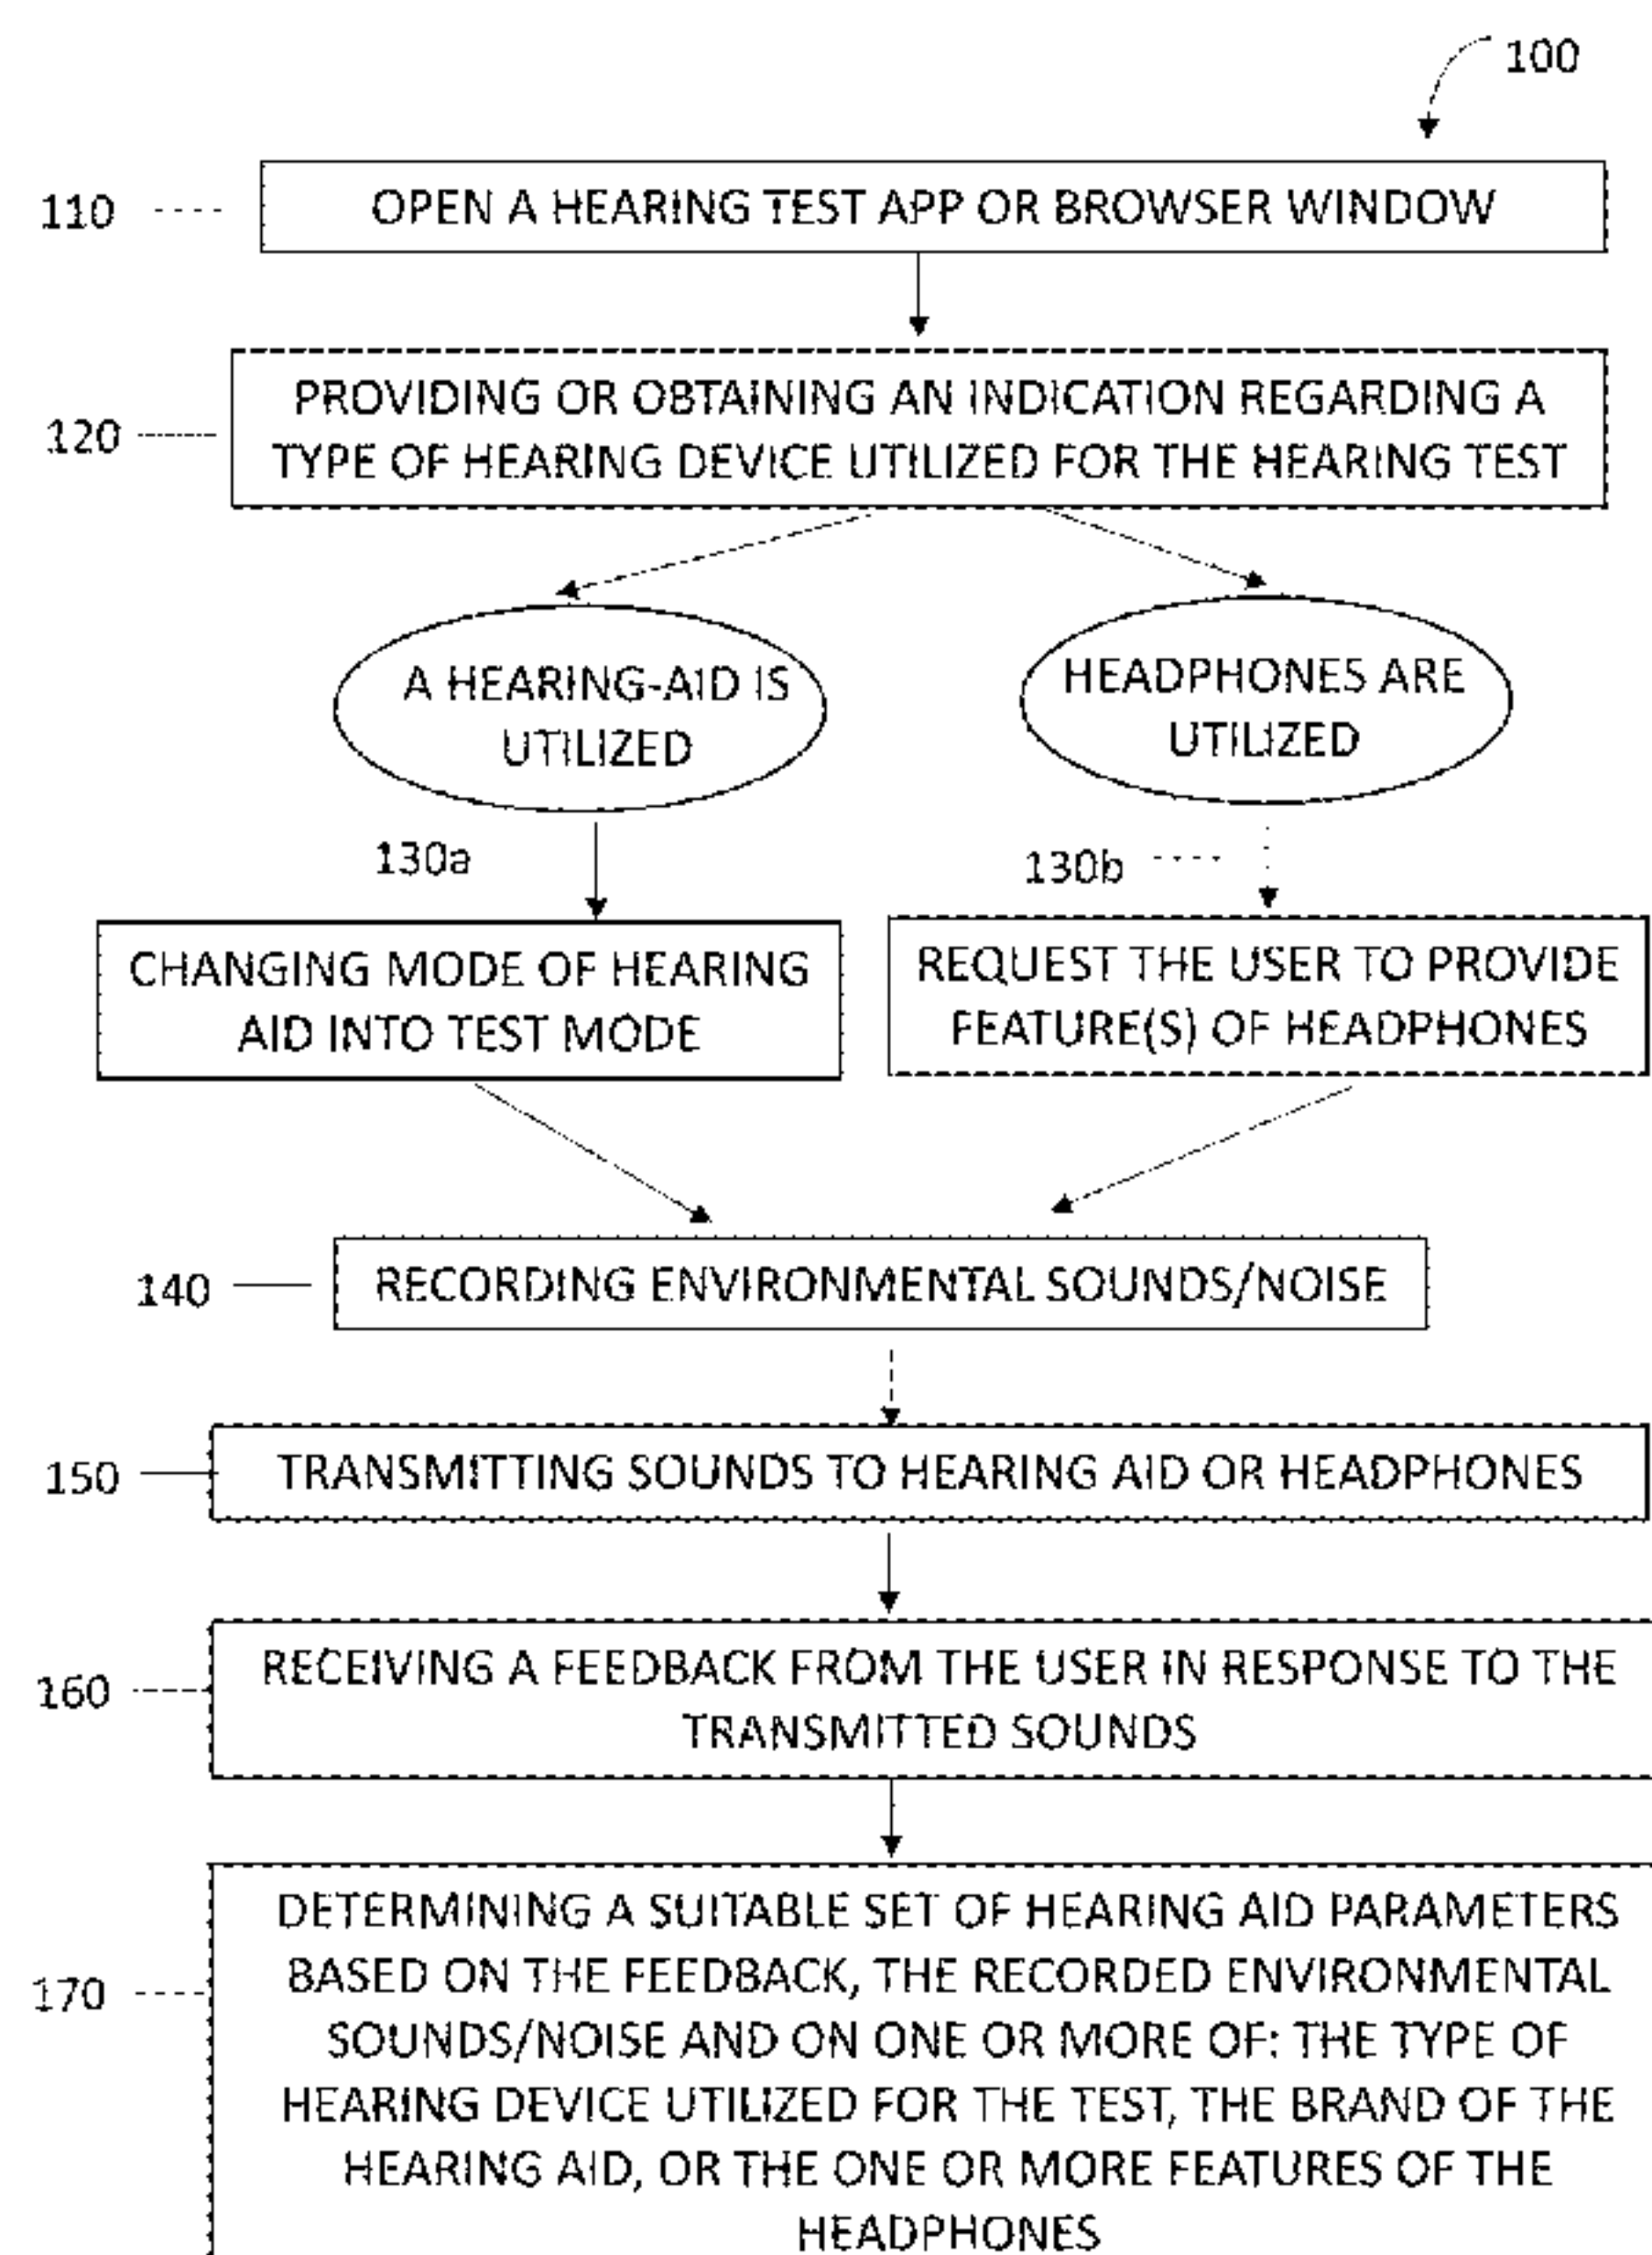 100
110
OPEN A HEARING TEST APP OR BROWSER WINDOW
120
PROVIDING OR OBTAINING AN INDICATION REGARDING A
TYPE OF HEARING DEVICE UTILIZED FOR THE HEARING TEST
A HEARING-AID IS
UTILIZED
HEADPHONES ARE
UTILIZED
130a
130b
CHANGING MODE OF HEARING
AID INTO TEST MODE
REQUEST THE USER TO PROVIDE
FEATURE(S) OF HEADPHONES
140
RECORDING ENVIRONMENTAL SOUNDS/NOISE
150
TRANSMITTING SOUNDS TO HEARING AID OR HEADPHONES
160
RECEIVING A FEEDBACK FROM THE USER IN RESPONSE TO THE
TRANSMITTED SOUNDS
170
DETERMINING A SUITABLE SET OF HEARING AID PARAMETERS
BASED ON THE FEEDBACK, THE RECORDED ENVIRONMENTAL
SOUNDS/NOISE AND ON ONE OR MORE OF: THE TYPE OF
HEARING DEVICE UTILIZED FOR THE TEST, THE BRAND OF THE
HEARING AID, OR THE ONE OR MORE FEATURES OF THE
HEADPHONES